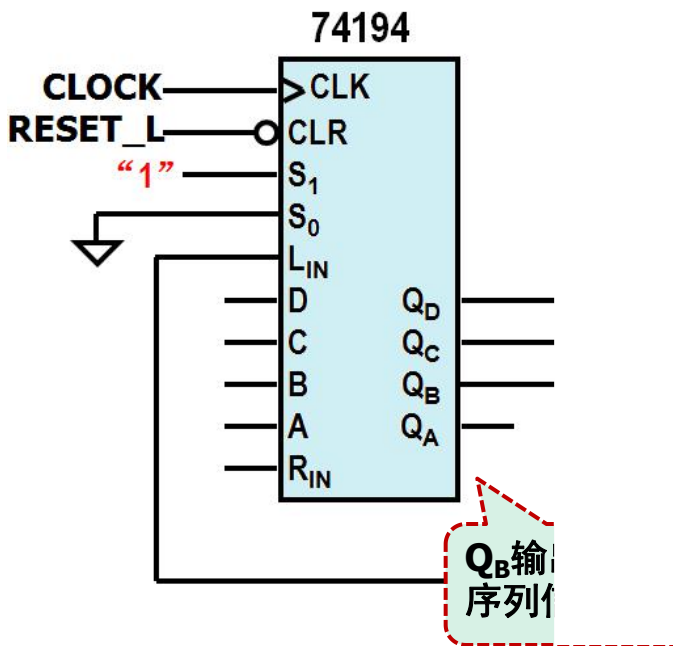 74194
CLOCK CLK
RESET_L CLR
“1” S1
S0
LIN
D QD
C QC
B QB
A QA
RIN
QB输
序列